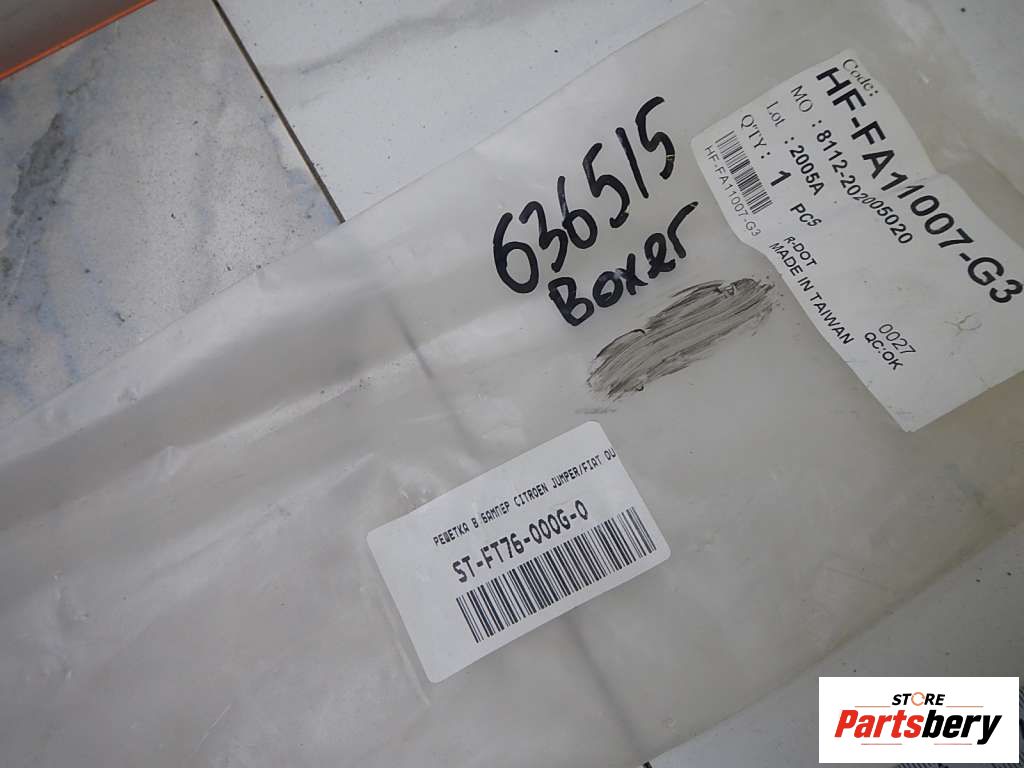 Code:
HF-FA11007-G3
MO : 8112-202005020
Lot : 2005A
Q'TY : 1 PCS
HF-FA11007-G3
R-DOT
MADE IN TAIWAN
0027
QC:OK
636515
Boxer
РЕШЕТКА В БАМПЕР CITROEN JUMPER/FIAT DU
ST-FT76-000G-0
STORE
Partsbery